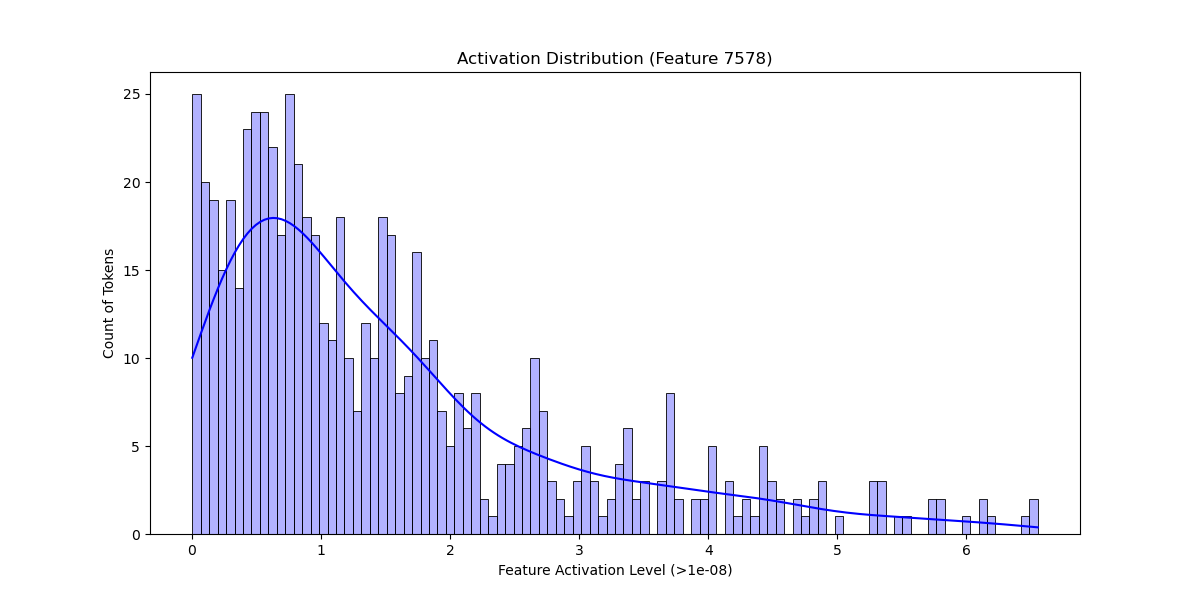 Activation Distribution (Feature 7578)
Count of Tokens
25
20
15
10
5
0
0 1 2 3 4 5 6
Feature Activation Level (>1e-08)